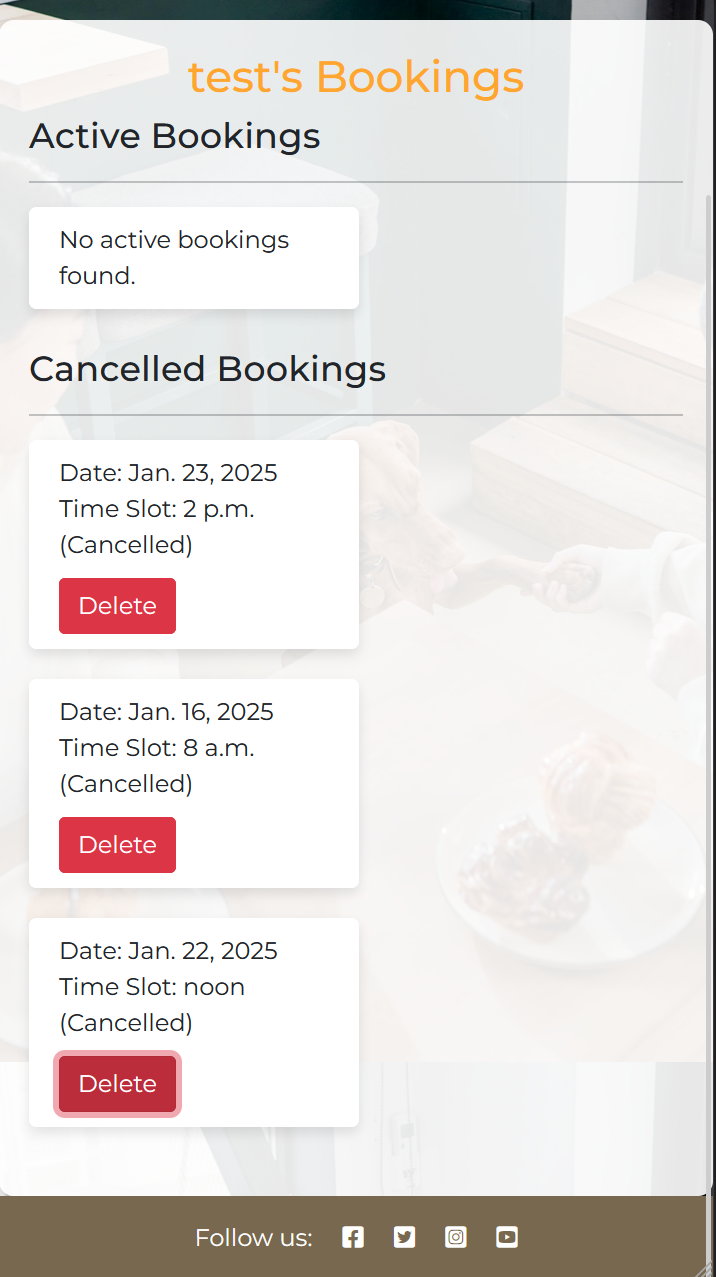 test's Bookings
Active Bookings
No active bookings
found.
Cancelled Bookings
Date: Jan. 23, 2025
Time Slot: 2 p.m.
(Cancelled)
Delete
Date: Jan. 16, 2025
Time Slot: 8 a.m.
(Cancelled)
Delete
Date: Jan. 22, 2025
Time Slot: noon
(Cancelled)
Delete
Follow us: